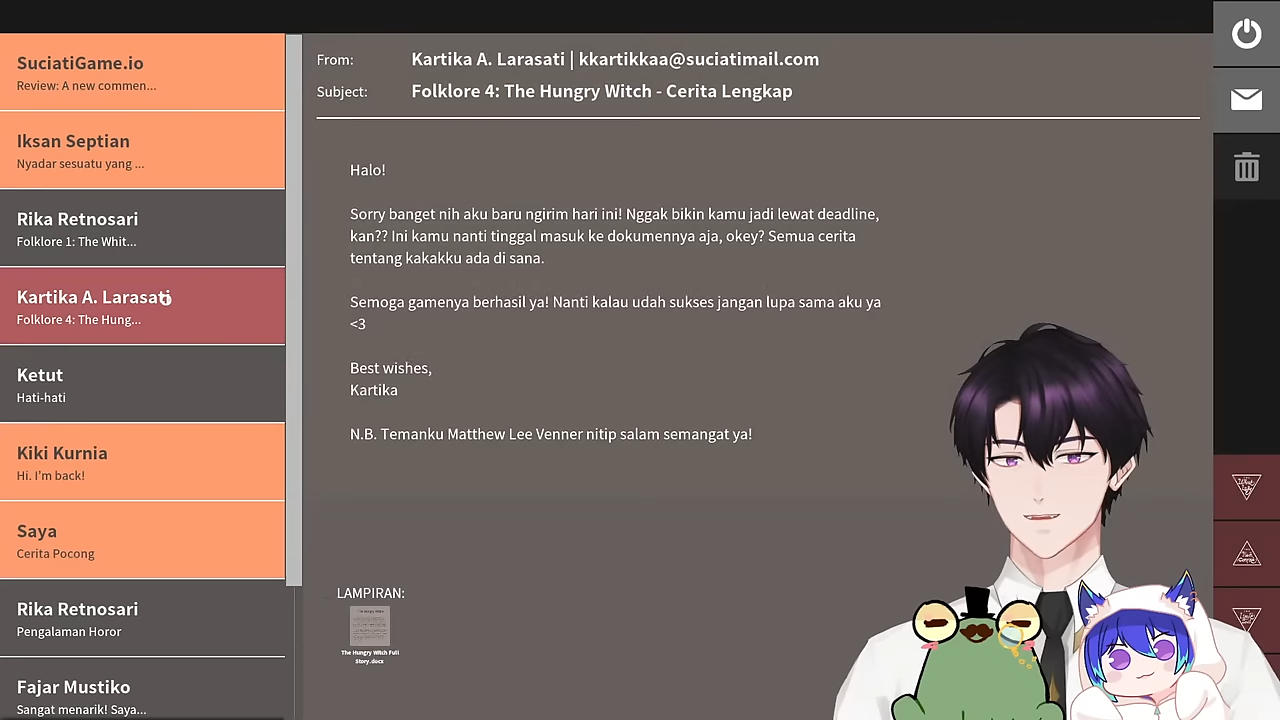 SuciatiGame.io
Review: A new commen...
Iksan Septian
Nyadar sesuatu yang ...
Rika Retnosari
Folklore 1: The Whit...
Kartika A. Larasati
Folklore 4: The Hung...
Ketut
Hati-hati
Kiki Kurnia
Hi. I'm back!
Saya
Cerita Pocong
Rika Retnosari
Pengalaman Horor
Fajar Mustiko
Sangat menarik! Saya...
From: Kartika A. Larasati | kkartikkaa@suciatimail.com
Subject: Folklore 4: The Hungry Witch - Cerita Lengkap
Halo!
Sorry banget nih aku baru ngirim hari ini! Nggak bikin kamu jadi lewat deadline,
kan?? Ini kamu nanti tinggal masuk ke dokumennya aja, okey? Semua cerita
tentang kakakku ada di sana.
Semoga gamenya berhasil ya! Nanti kalau udah sukses jangan lupa sama aku ya
<3
Best wishes,
Kartika
N.B. Temanku Matthew Lee Venner nitip salam semangat ya!
LAMPIRAN:
The Hungry Witch Full
Story.docx